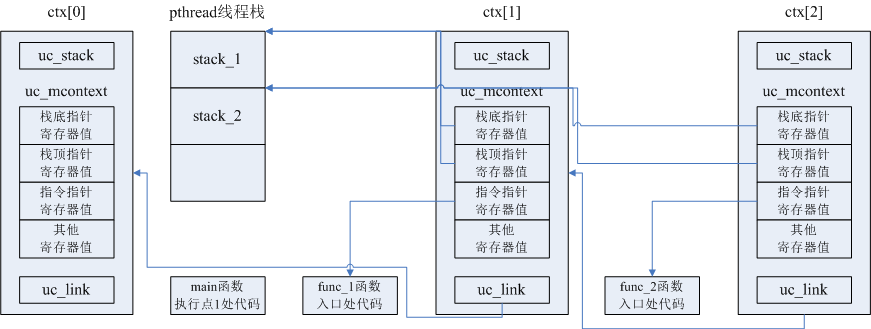 ctx[0]
pthread线程栈
ctx[1]
ctx[2]
uc_stack
uc_mcontext
栈底指针
寄存器值
栈顶指针
寄存器值
指令指针
寄存器值
其他
寄存器值
uc_link
stack_1
stack_2
main函数
执行点1处代码
func_1函数
入口处代码
uc_stack
uc_mcontext
栈底指针
寄存器值
栈顶指针
寄存器值
指令指针
寄存器值
其他
寄存器值
uc_link
func_2函数
入口处代码
uc_stack
uc_mcontext
栈底指针
寄存器值
栈顶指针
寄存器值
指令指针
寄存器值
其他
寄存器值
uc_link